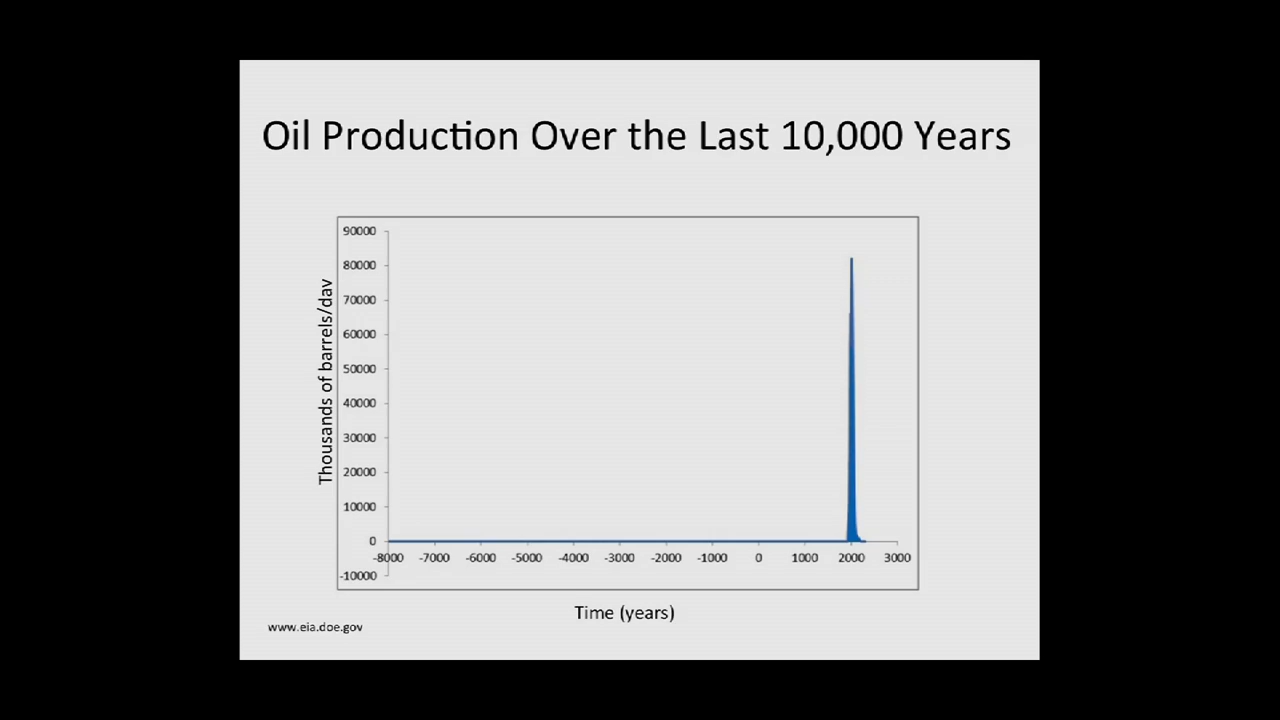 Oil Production Over the Last 10,000 Years
Thousands of barrels/day
90000
80000
70000
60000
50000
40000
30000
20000
10000
0
-10000
-8000 -7000 -6000 -5000 -4000 -3000 -2000 -1000 0 1000 2000 3000
Time (years)
www.eia.doe.gov